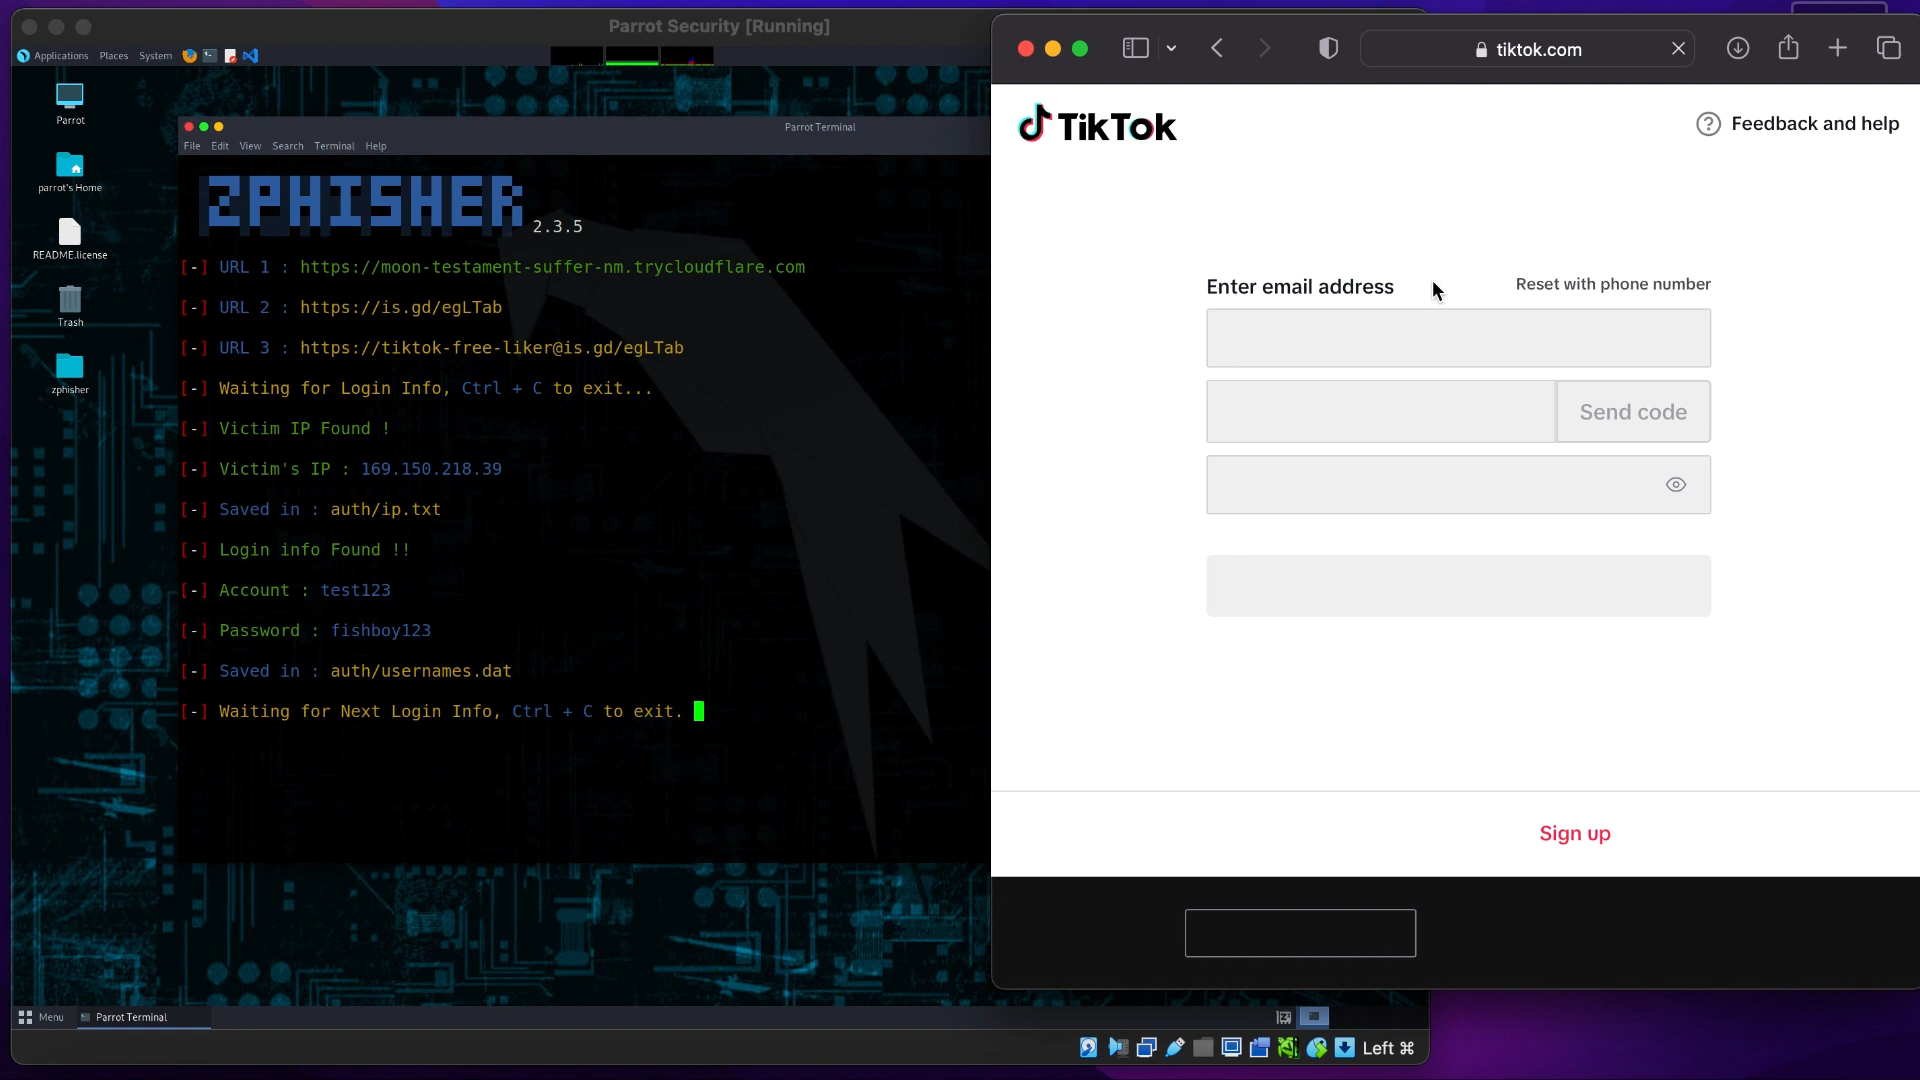 Parrot Security [Running]
Applications Places System
Parrot
parrot's Home
README.license
Trash
zphisher
Parrot Terminal
File Edit View Search Terminal Help
ZPHISHER 2.3.5
[-] URL 1 : https://moon-testament-suffer-nm.trycloudflare.com
[-] URL 2 : https://is.gd/egLTab
[-] URL 3 : https://tiktok-free-liker@is.gd/egLTab
[-] Waiting for Login Info, Ctrl + C to exit...
[-] Victim IP Found !
[-] Victim's IP : 169.150.218.39
[-] Saved in : auth/ip.txt
[-] Login info Found !!
[-] Account : test123
[-] Password : fishboy123
[-] Saved in : auth/usernames.dat
[-] Waiting for Next Login Info, Ctrl + C to exit.
Menu Parrot Terminal
Left ⌘
tiktok.com
TikTok
Feedback and help
Enter email address Reset with phone number
Send code
Sign up